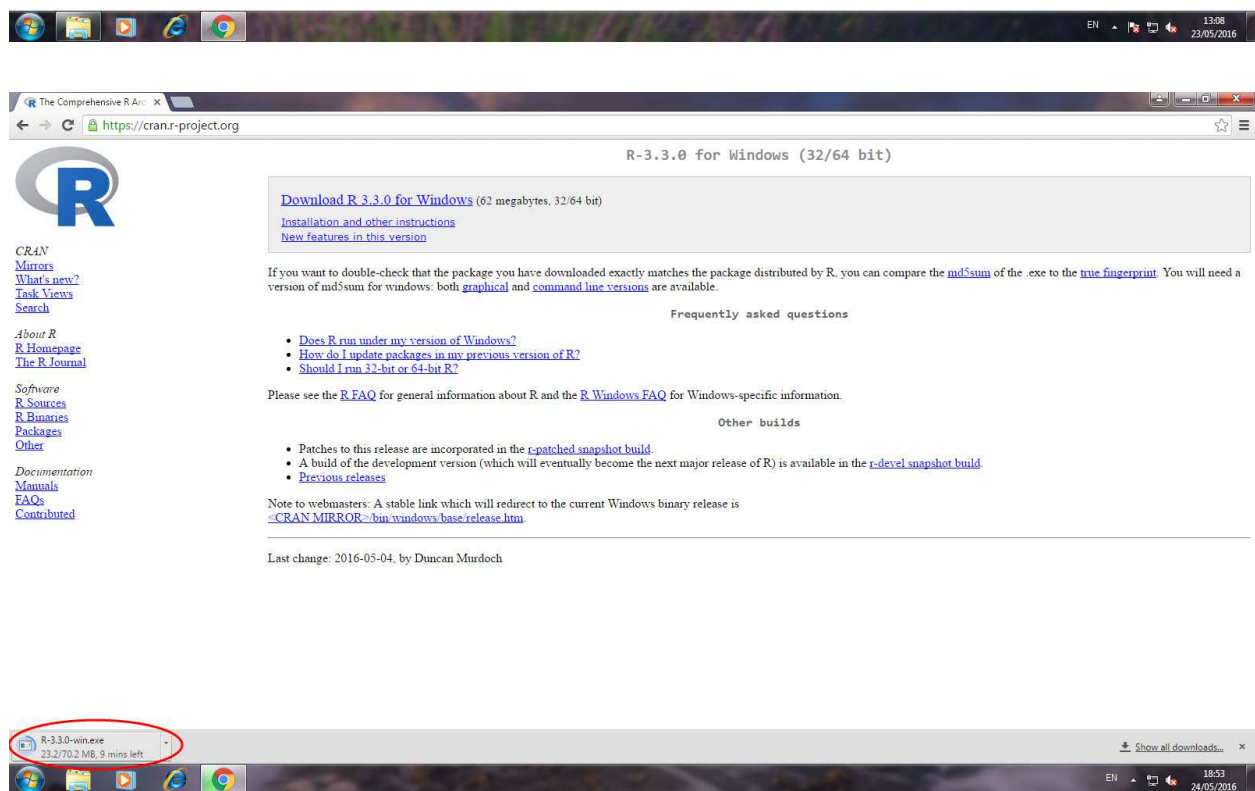 EN
13:08
23/05/2016
The Comprehensive R Arc
https://cran.r-project.org
R
R-3.3.0 for Windows (32/64 bit)
Download R 3.3.0 for Windows (62 megabytes, 32/64 bit)
Installation and other instructions
New features in this version
CRAN
Mirrors
What's new?
Task Views
Search
About R
R Homepage
The R Journal
Software
R Sources
R Binaries
Packages
Other
Documentation
Manuals
FAQs
Contributed
If you want to double-check that the package you have downloaded exactly matches the package distributed by R, you can compare the md5sum of the .exe to the true fingerprint. You will need a
version of md5sum for windows: both graphical and command line versions are available.
Frequently asked questions
• Does R run under my version of Windows?
• How do I update packages in my previous version of R?
• Should I run 32-bit or 64-bit R?
Please see the R FAQ for general information about R and the R Windows FAQ for Windows-specific information.
Other builds
• Patches to this release are incorporated in the r-patched snapshot build.
• A build of the development version (which will eventually become the next major release of R) is available in the r-devel snapshot build.
• Previous releases
Note to webmasters: A stable link which will redirect to the current Windows binary release is
<CRAN MIRROR>/bin/windows/base/release.htm.
Last change: 2016-05-04, by Duncan Murdoch
R-3.3.0-win.exe
23.2/70.2 MB, 9 mins left
Show all downloads...
EN
18:53
24/05/2016